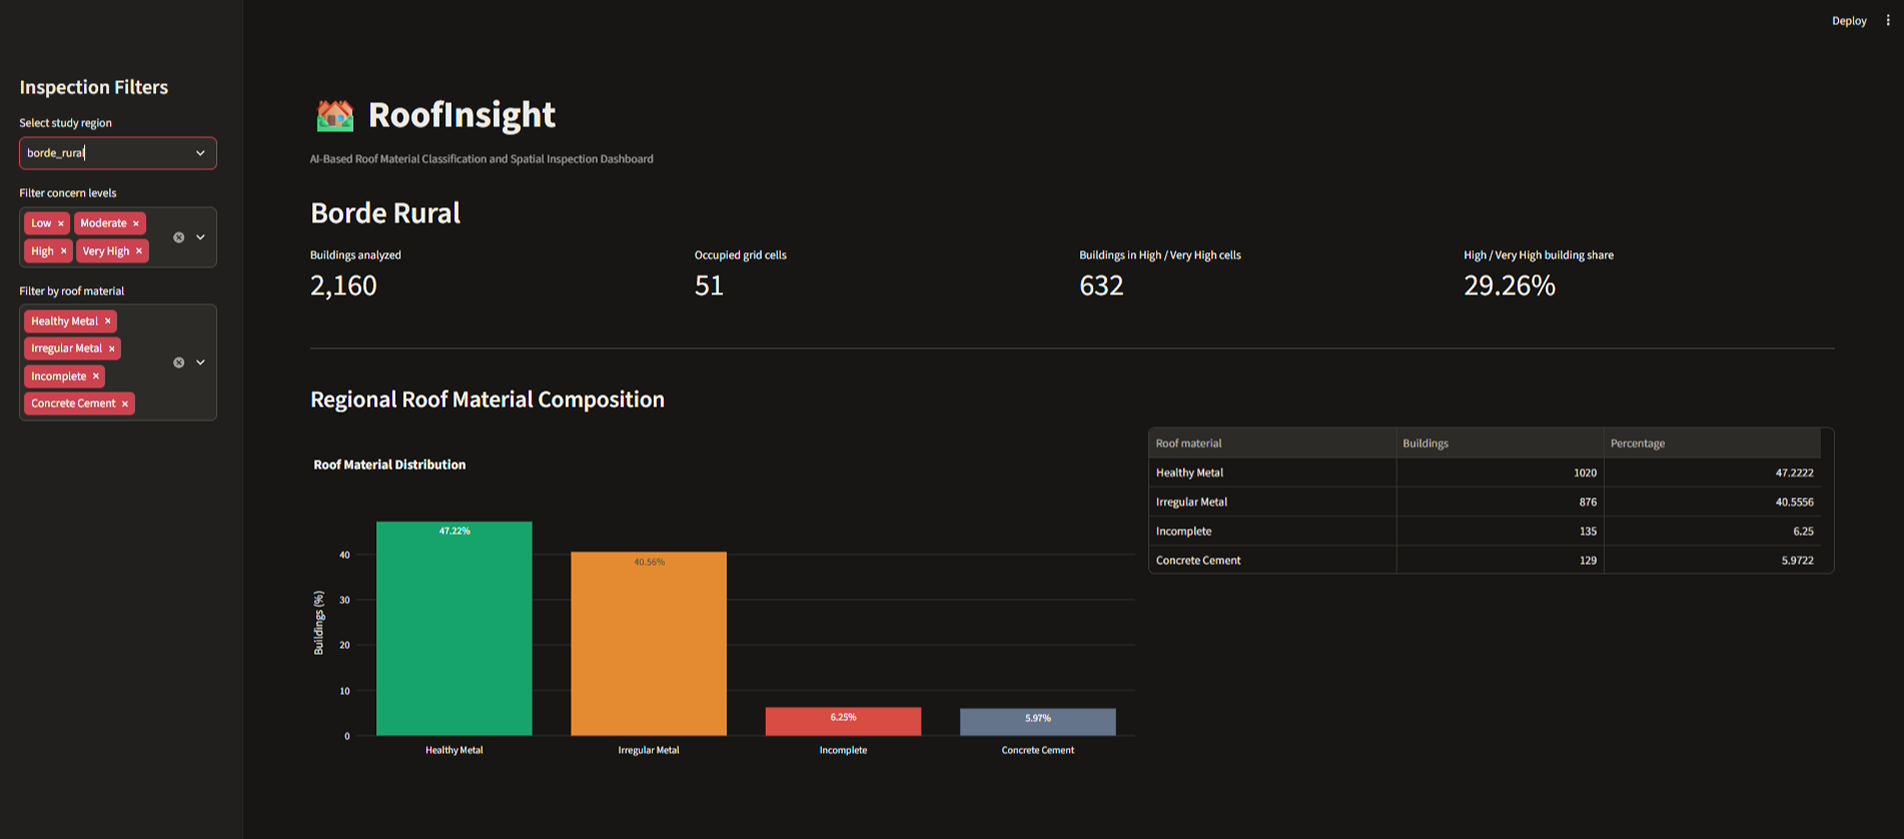 Deploy
Inspection Filters
Select study region
borde_rural
Filter concern levels
Low × Moderate ×
High × Very High ×
Filter by roof material
Healthy Metal ×
Irregular Metal ×
Incomplete ×
Concrete Cement ×
RoofInsight
AI-Based Roof Material Classification and Spatial Inspection Dashboard
Borde Rural
Buildings analyzed
2,160
Occupied grid cells
51
Buildings in High / Very High cells
632
High / Very High building share
29.26%
Regional Roof Material Composition
Roof Material Distribution
Buildings (%)
40
30
20
10
0
47.22%
40.56%
6.25%
5.97%
Healthy Metal Irregular Metal Incomplete Concrete Cement
Roof material Buildings Percentage
Healthy Metal 1020 47.2222
Irregular Metal 876 40.5556
Incomplete 135 6.25
Concrete Cement 129 5.9722